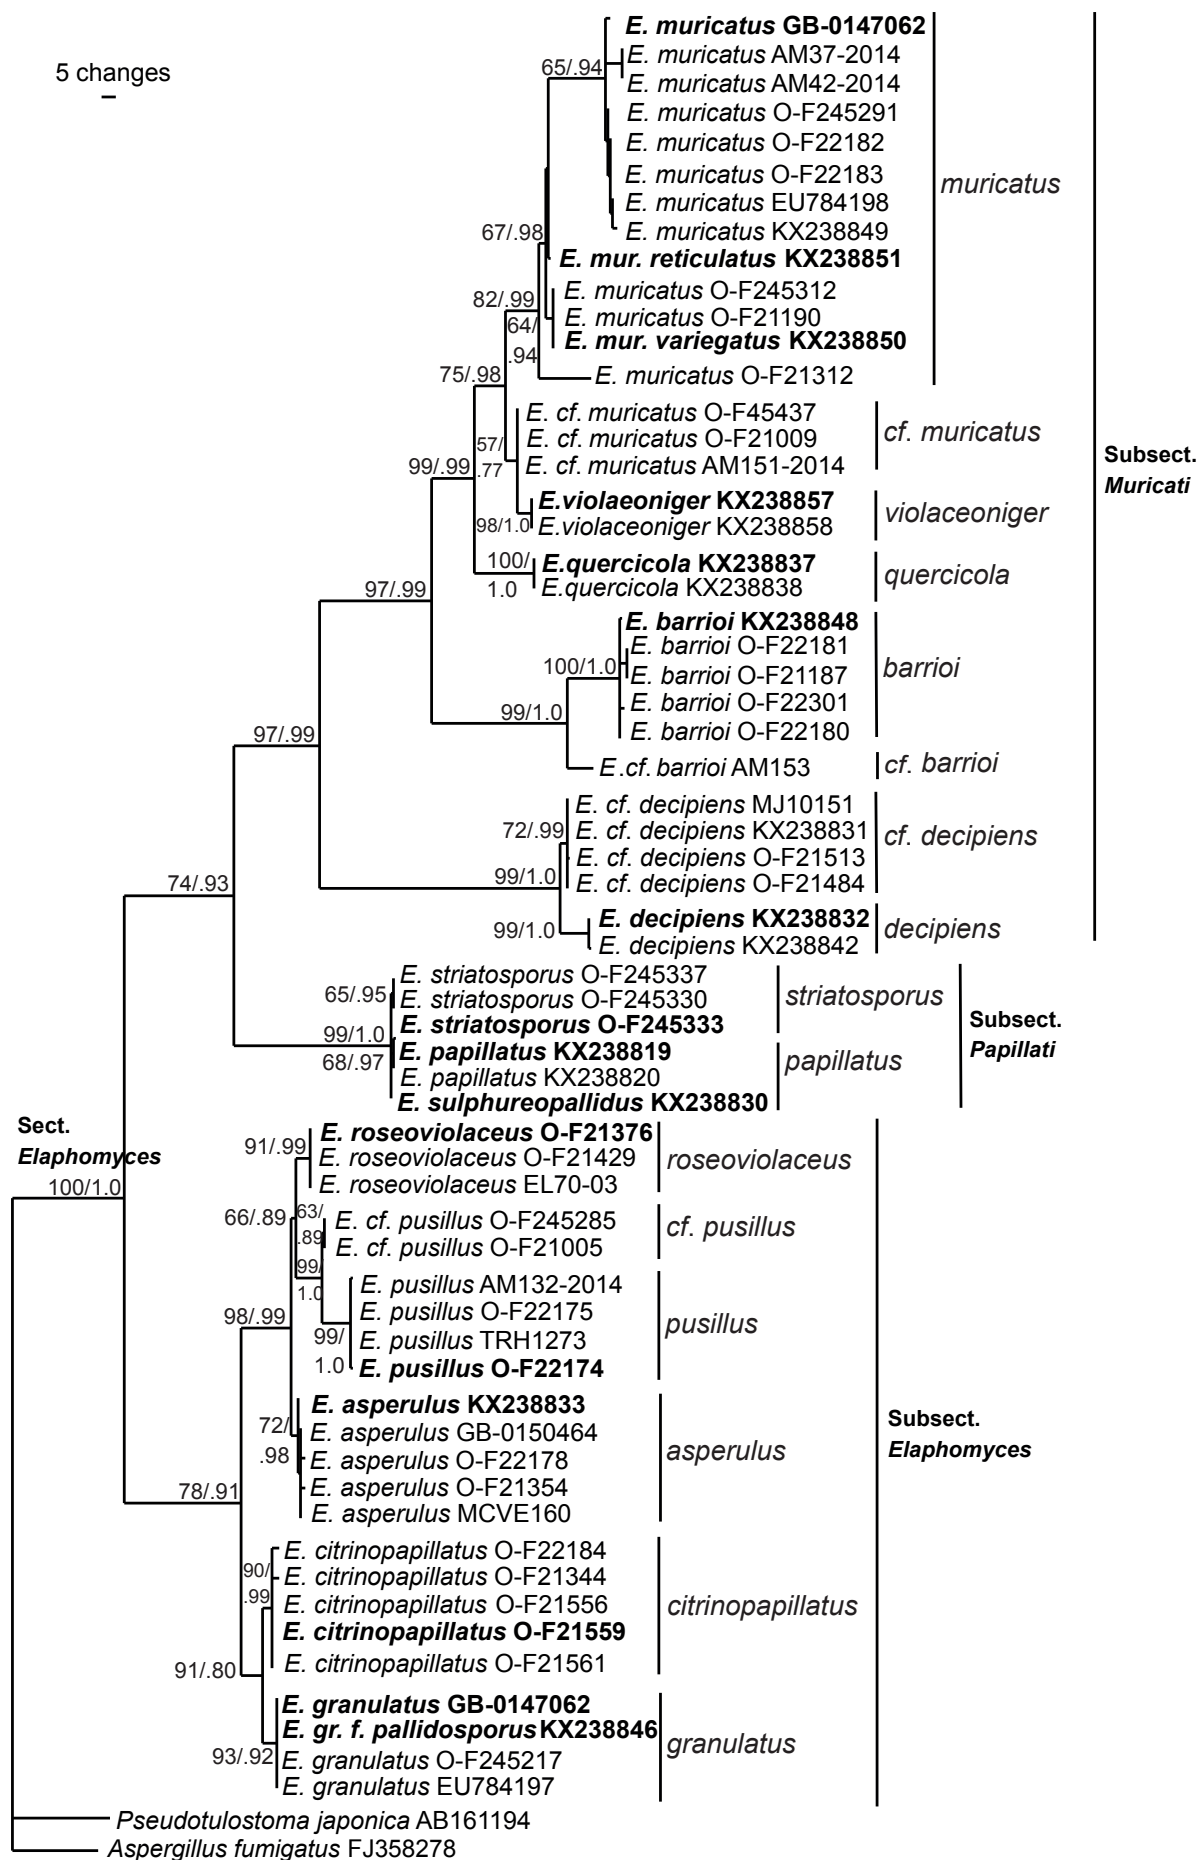 5 changes
E. muricatus GB-0147062
E. muricatus AM37-2014
65/.94
E. muricatus AM42-2014
E. muricatus O-F245291
E. muricatus O-F22182
E. muricatus O-F22183
muricatus
E. muricatus EU784198
E. muricatus KX238849
67/.98
E. mur. reticulatus KX238851
E. muricatus O-F245312
82/.99
E. muricatus O-F21190
64/
.94
E. mur. variegatus KX238850
E. muricatus O-F21312
75/.98
E. cf. muricatus O-F45437
E. cf. muricatus O-F21009
cf. muricatus
57/
.77
E. cf. muricatus AM151-2014
99/.99
Subsect.
Muricati
E.violaeoniger KX238857
E.violaceoniger KX238858
violaceoniger
98/1.0
E.quercicola KX238837
E.quercicola KX238838
quercicola
100/
1.0
97/.99
E. barrioi KX238848
E. barrioi O-F22181
E. barrioi O-F21187
E. barrioi O-F22301
E. barrioi O-F22180
barrioi
100/1.0
99/1.0
E.cf. barrioi AM153
cf. barrioi
97/.99
E. cf. decipiens MJ10151
E. cf. decipiens KX238831
E. cf. decipiens O-F21513
E. cf. decipiens O-F21484
cf. decipiens
72/.99
99/1.0
74/.93
E. decipiens KX238832
E. decipiens KX238842
decipiens
99/1.0
E. striatosporus O-F245337
E. striatosporus O-F245330
E. striatosporus O-F245333
striatosporus
65/.95
99/1.0
Subsect.
Papillati
E. papillatus KX238819
E. papillatus KX238820
E. sulphureopallidus KX238830
papillatus
68/.97
Sect.
Elaphomyces
100/1.0
E. roseoviolaceus O-F21376
E. roseoviolaceus O-F21429
E. roseoviolaceus EL70-03
roseoviolaceus
91/.99
66/.89
63/
.89
E. cf. pusillus O-F245285
E. cf. pusillus O-F21005
cf. pusillus
99/
1.0
E. pusillus AM132-2014
E. pusillus O-F22175
E. pusillus TRH1273
E. pusillus O-F22174
pusillus
99/
1.0
98/.99
E. asperulus KX238833
E. asperulus GB-0150464
E. asperulus O-F22178
E. asperulus O-F21354
E. asperulus MCVE160
asperulus
72/
.98
Subsect.
Elaphomyces
78/.91
E. citrinopapillatus O-F22184
E. citrinopapillatus O-F21344
E. citrinopapillatus O-F21556
E. citrinopapillatus O-F21559
E. citrinopapillatus O-F21561
citrinopapillatus
90/
.99
91/.80
E. granulatus GB-0147062
E. gr. f. pallidosporus KX238846
E. granulatus O-F245217
E. granulatus EU784197
granulatus
93/.92
Pseudotulostoma japonica AB161194
Aspergillus fumigatus FJ358278